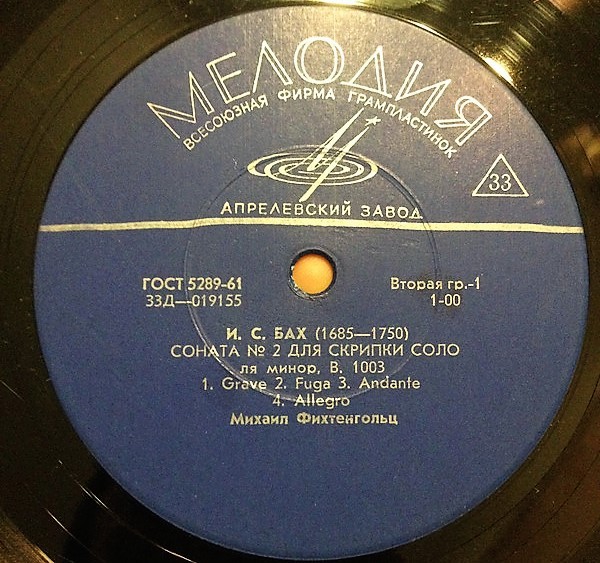 МЕЛОДИЯ
ВСЕСОЮЗНАЯ ФИРМА ГРАМПЛАСТИНОК
33
АПРЕЛЕВСКИЙ ЗАВОД
ГОСТ 5289-61
33Д—019155
Вторая гр.-1
1-00
И. С. БАХ (1685—1750)
СОНАТА № 2 ДЛЯ СКРИПКИ СОЛО
ля минор, B. 1003
1. Grave 2. Fuga 3. Andante
4. Allegro
Михаил Фихтенгольц